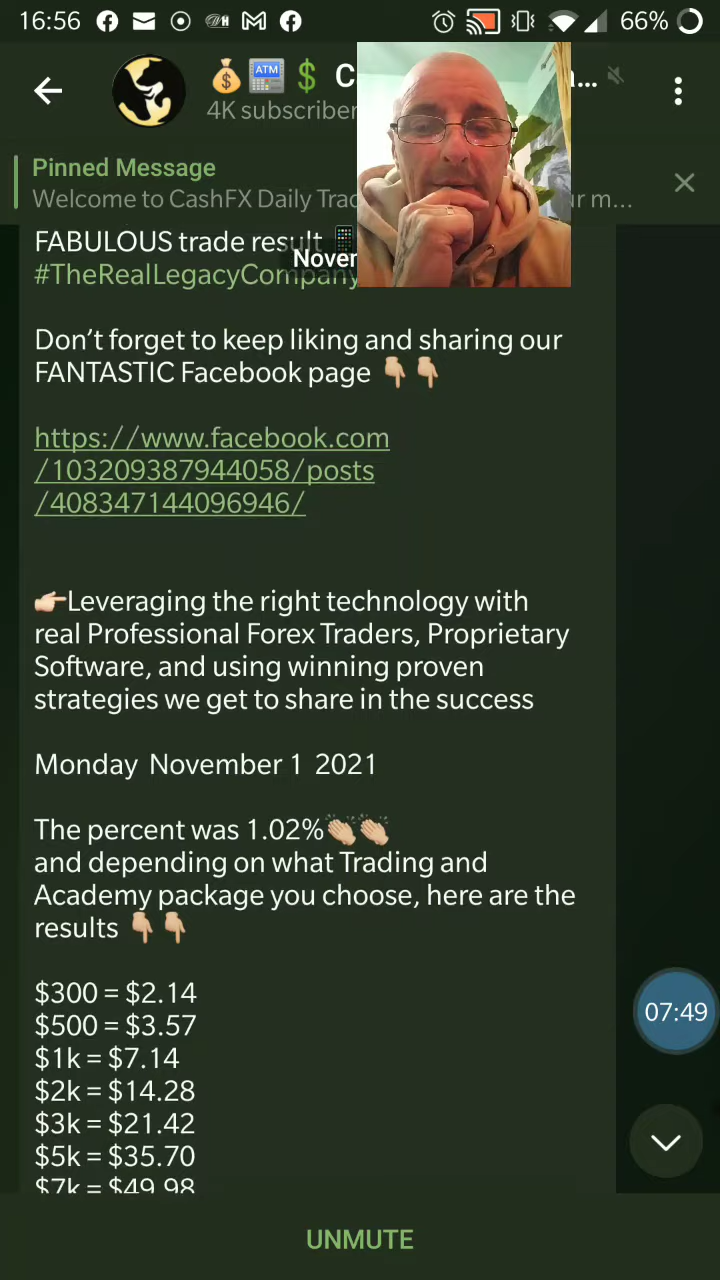 16:56 66%
💰🏧💲 C ...
4K subscriber
Pinned Message
Welcome to CashFX Daily ur m...
FABULOUS trade result 📱
Novem
#TheRealLegacyCompany
Don’t forget to keep liking and sharing our
FANTASTIC Facebook page 👇🏻👇🏻
https://www.facebook.com
/103209387944058/posts
/408347144096946/
👉🏻Leveraging the right technology with
real Professional Forex Traders, Proprietary
Software, and using winning proven
strategies we get to share in the success
Monday November 1 2021
The percent was 1.02%👏🏻👏🏻
and depending on what Trading and
Academy package you choose, here are the
results 👇🏻👇🏻
$300 = $2.14
$500 = $3.57
$1k = $7.14
$2k = $14.28
$3k = $21.42
$5k = $35.70
$7k = $49.98
07:49
UNMUTE